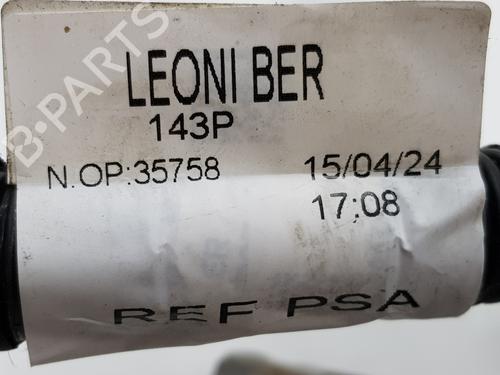 LEONI BER
143P
N.OP:35758 15/04/24
17:08
REF PSA
B-PARTS